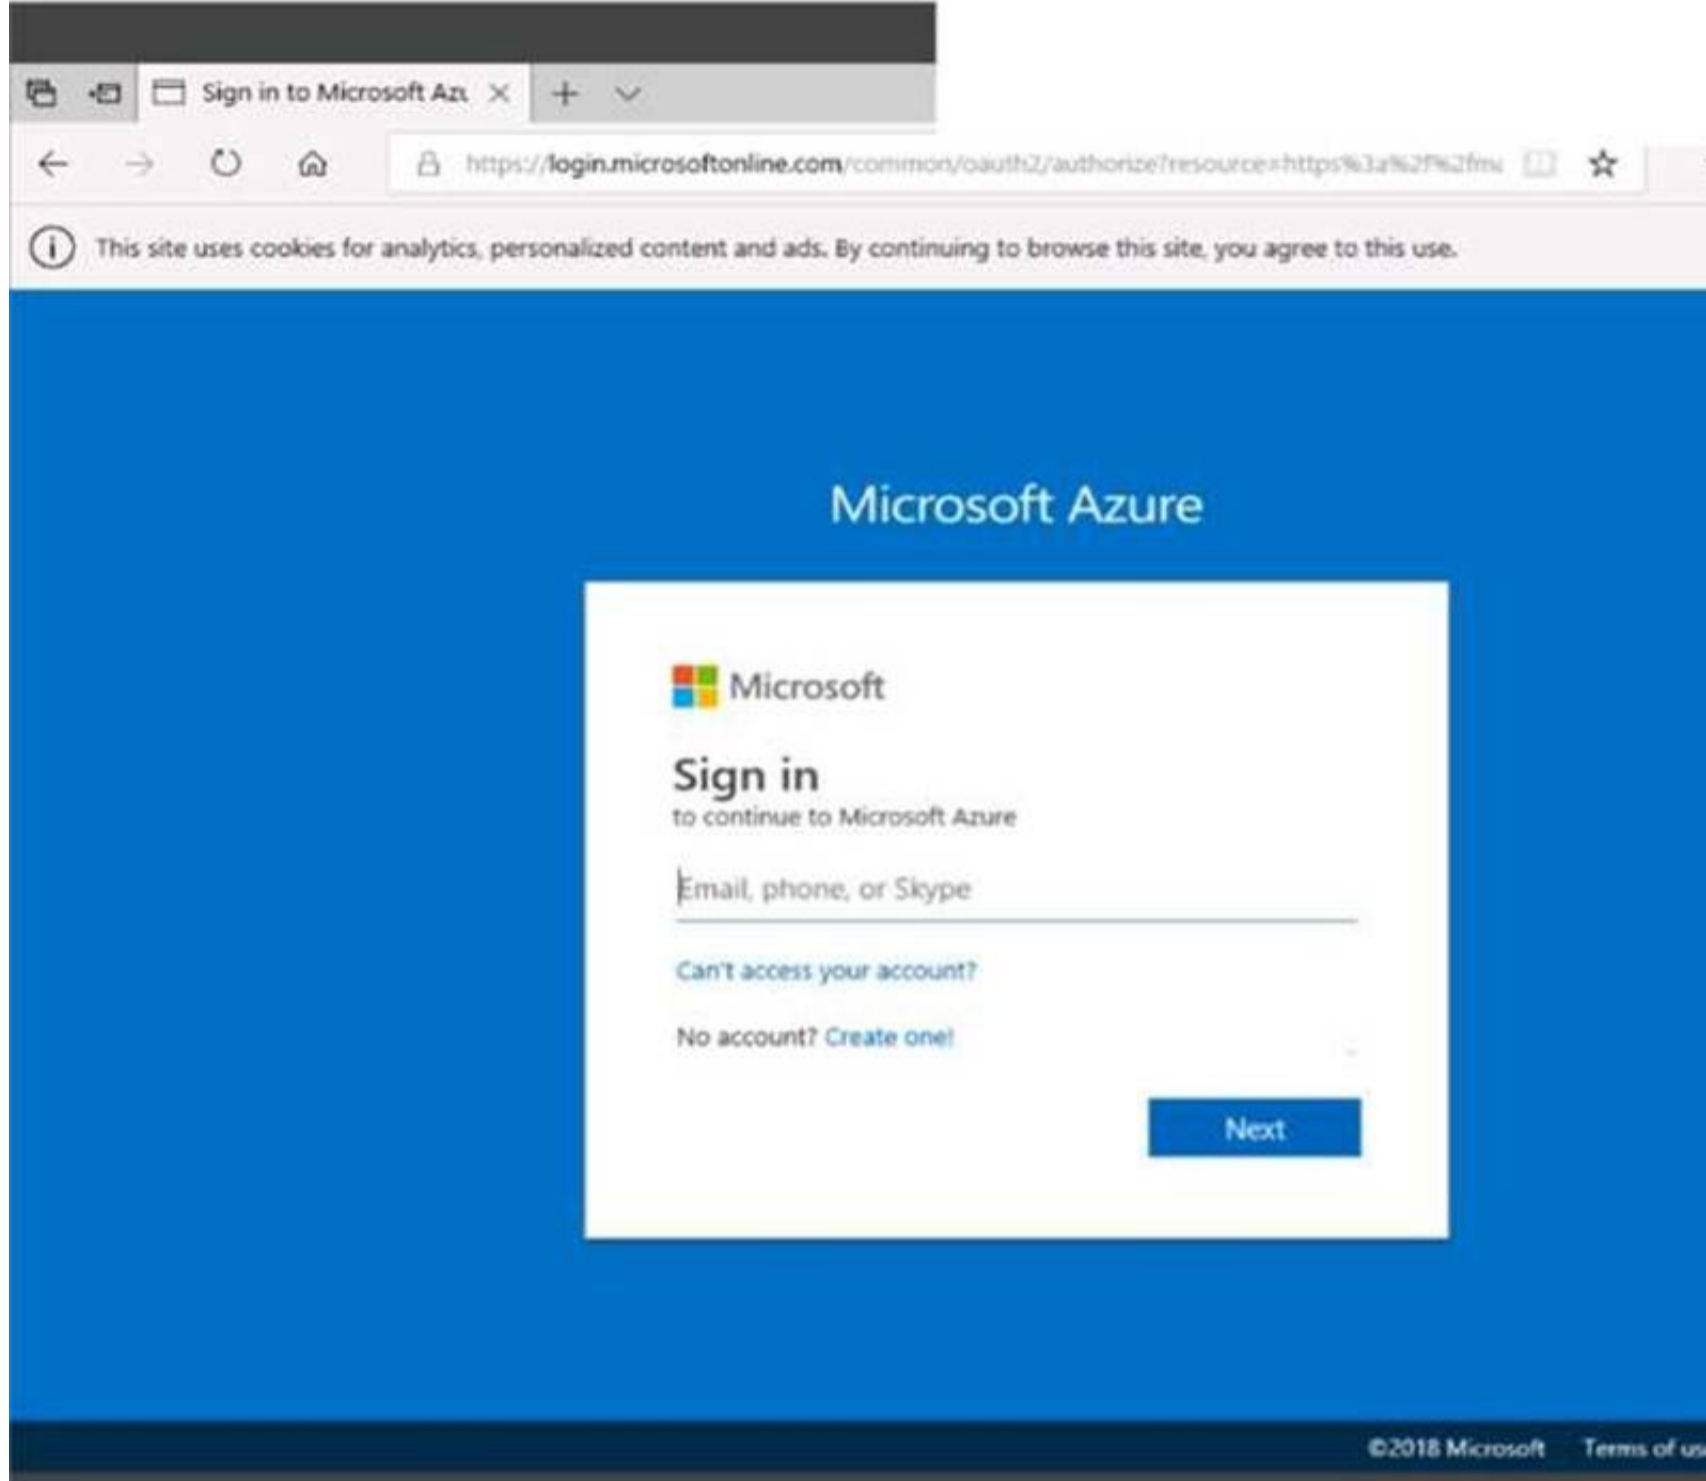 Sign in to Microsoft Azu
https://login.microsoftonline.com/common/oauth2/authorize?resource=https%3a%2f%2fma
This site uses cookies for analytics, personalized content and ads. By continuing to browse this site, you agree to this use.
Microsoft Azure
Microsoft
Sign in
to continue to Microsoft Azure
Email, phone, or Skype
Can't access your account?
No account? Create one!
Next
©2018 Microsoft Terms of use